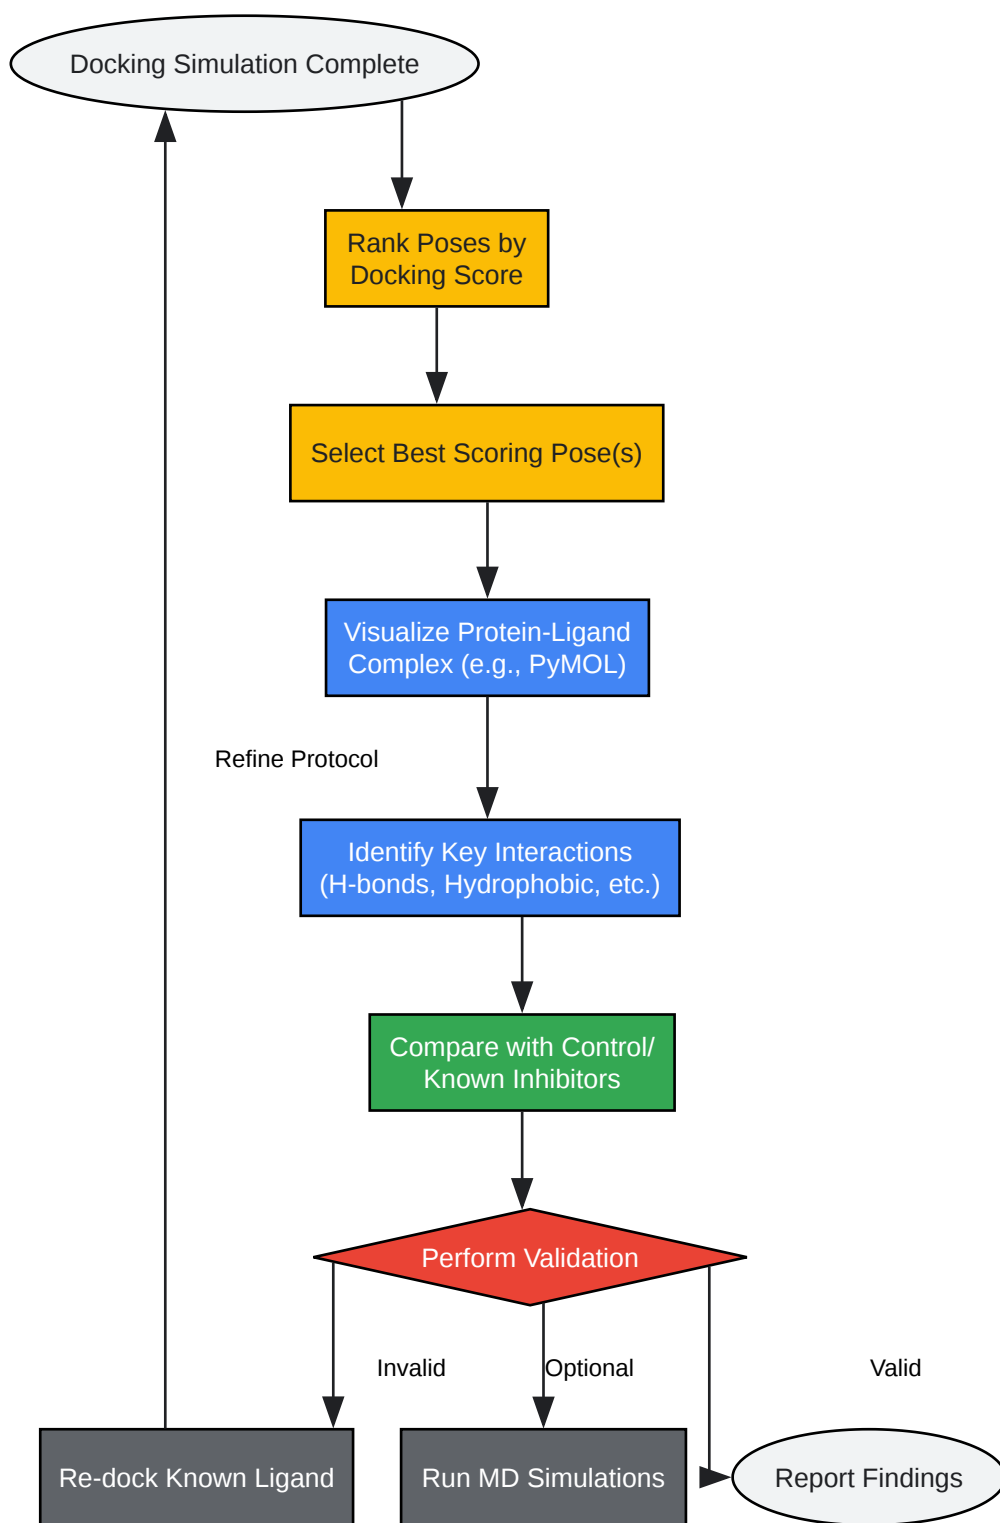 Docking Simulation Complete
Rank Poses by
Docking Score
Select Best Scoring Pose(s)
Visualize Protein-Ligand
Complex (e.g., PyMOL)
Refine Protocol
Identify Key Interactions
(H-bonds, Hydrophobic, etc.)
Compare with Control/
Known Inhibitors
Perform Validation
Invalid
Optional
Valid
Re-dock Known Ligand
Run MD Simulations
Report Findings